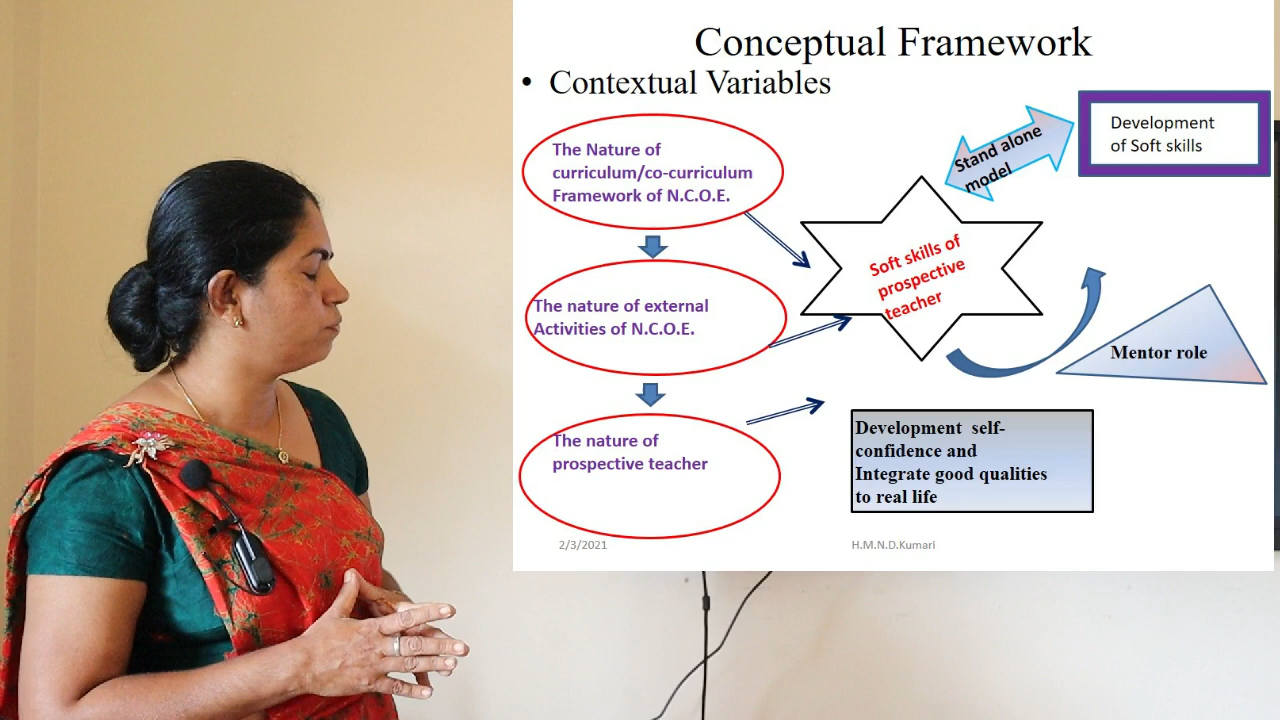 Conceptual Framework
• Contextual Variables
The Nature of
curriculum/co-curriculum
Framework of N.C.O.E.
The nature of external
Activities of N.C.O.E.
The nature of
prospective teacher
Soft skills of
prospective
teacher
Stand alone
model
Development
of Soft skills
Mentor role
Development self-
confidence and
Integrate good qualities
to real life
2/3/2021
H.M.N.D.Kumari